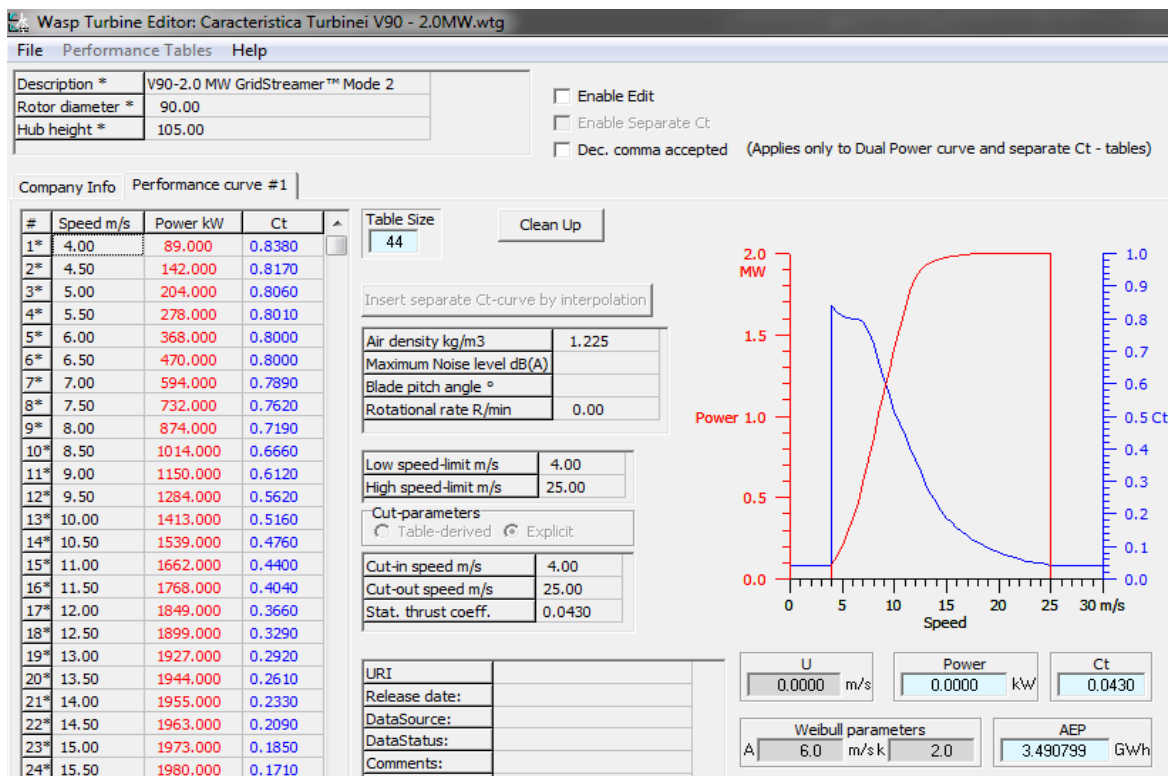 Wasp Turbine Editor: Caracteristica Turbinei V90 - 2.0MW.wtg
File Performance Tables Help
Description * V90-2.0 MW GridStreamer™ Mode 2
Rotor diameter * 90.00
Hub height * 105.00
Enable Edit
Enable Separate Ct
Dec. comma accepted (Applies only to Dual Power curve and separate Ct - tables)
Company Info Performance curve #1
# Speed m/s Power kW Ct
1* 4.00 89.000 0.8380
2* 4.50 142.000 0.8170
3* 5.00 204.000 0.8060
4* 5.50 278.000 0.8010
5* 6.00 368.000 0.8000
6* 6.50 470.000 0.8000
7* 7.00 594.000 0.7890
8* 7.50 732.000 0.7620
9* 8.00 874.000 0.7190
10* 8.50 1014.000 0.6660
11* 9.00 1150.000 0.6120
12* 9.50 1284.000 0.5620
13* 10.00 1413.000 0.5160
14* 10.50 1539.000 0.4760
15* 11.00 1662.000 0.4400
16* 11.50 1768.000 0.4040
17* 12.00 1849.000 0.3660
18* 12.50 1899.000 0.3290
19* 13.00 1927.000 0.2920
20* 13.50 1944.000 0.2610
21* 14.00 1955.000 0.2330
22* 14.50 1963.000 0.2090
23* 15.00 1973.000 0.1850
24* 15.50 1980.000 0.1710
Table Size
44
Clean Up
Insert separate Ct-curve by interpolation
Air density kg/m3 1.225
Maximum Noise level dB(A)
Blade pitch angle °
Rotational rate R/min 0.00
Low speed-limit m/s 4.00
High speed-limit m/s 25.00
Cut-parameters
Table-derived Explicit
Cut-in speed m/s 4.00
Cut-out speed m/s 25.00
Stat. thrust coeff. 0.0430
URI
Release date:
DataSource:
DataStatus:
Comments:
2.0
MW
1.5
Power 1.0
0.5
0.0
1.0
0.9
0.8
0.7
0.6
0.5 Ct
0.4
0.3
0.2
0.1
0.0
0 5 10 15 20 25 30 m/s
Speed
U Power Ct
0.0000 m/s 0.0000 kW 0.0430
Weibull parameters AEP
A 6.0 m/s k 2.0 3.490799 GWh